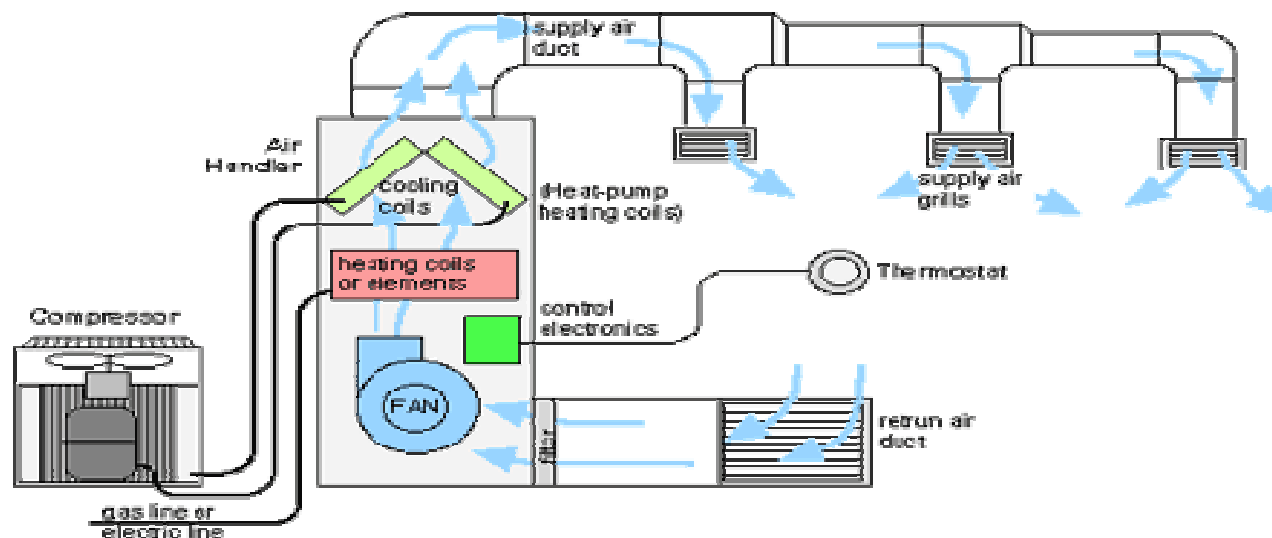 supply air
duct
Air
Handler
cooling
coils
(Heat-pump
heating coils)
supply air
grills
heating coils
or elements
Thermostat
control
electronics
Compressor
FAN
filter
retrun air
duct
gas line or
electric line